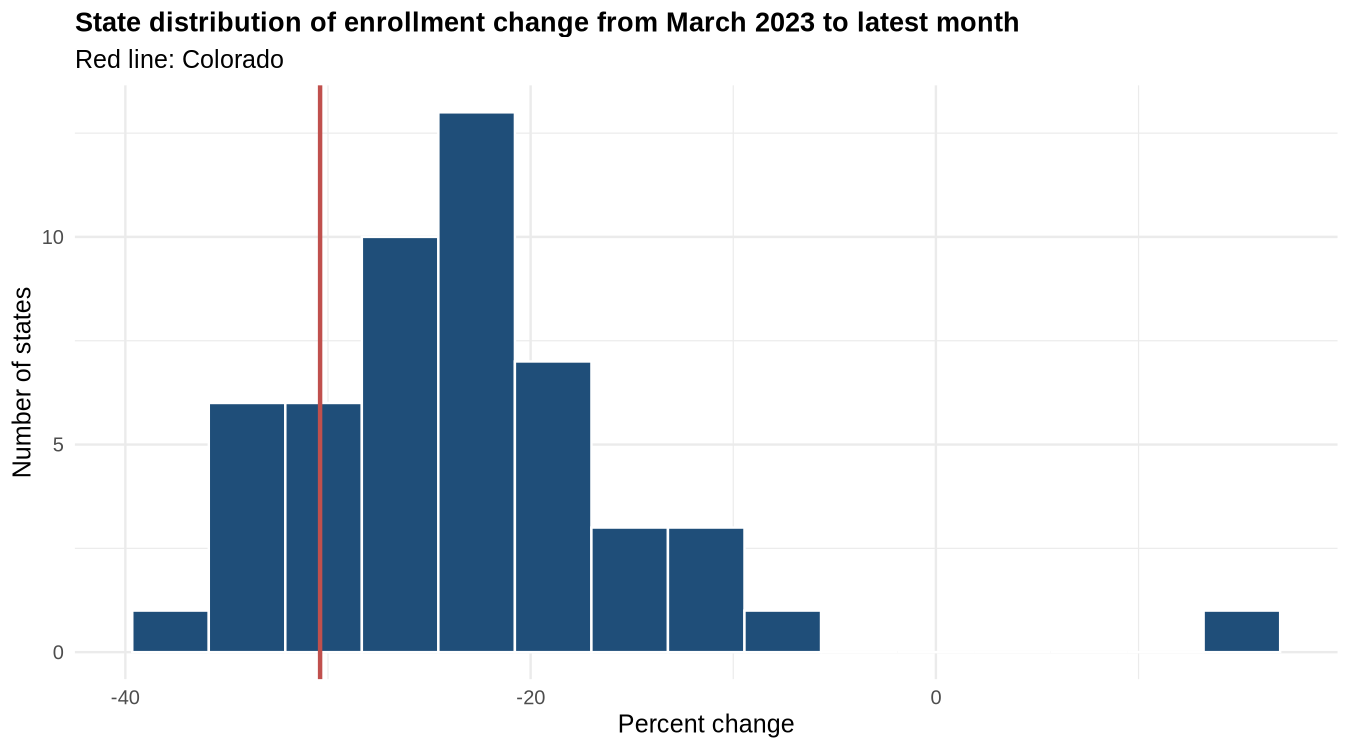 State distribution of enrollment change from March 2023 to latest month
Red line: Colorado
Number of states
10
5
0
-40
-20
0
Percent change